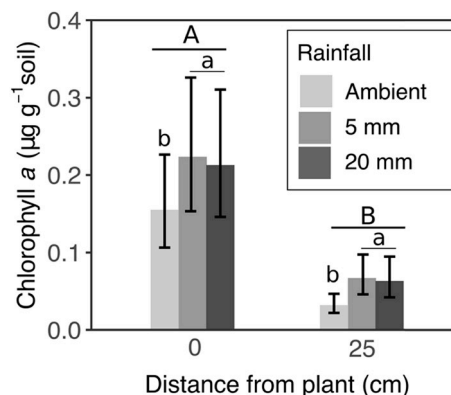 0.4
0.3
0.2
0.1
0.0
Chlorophyll a (µg g⁻¹soil)
A
a
b
B
a
b
Rainfall
Ambient
5 mm
20 mm
0
25
Distance from plant (cm)